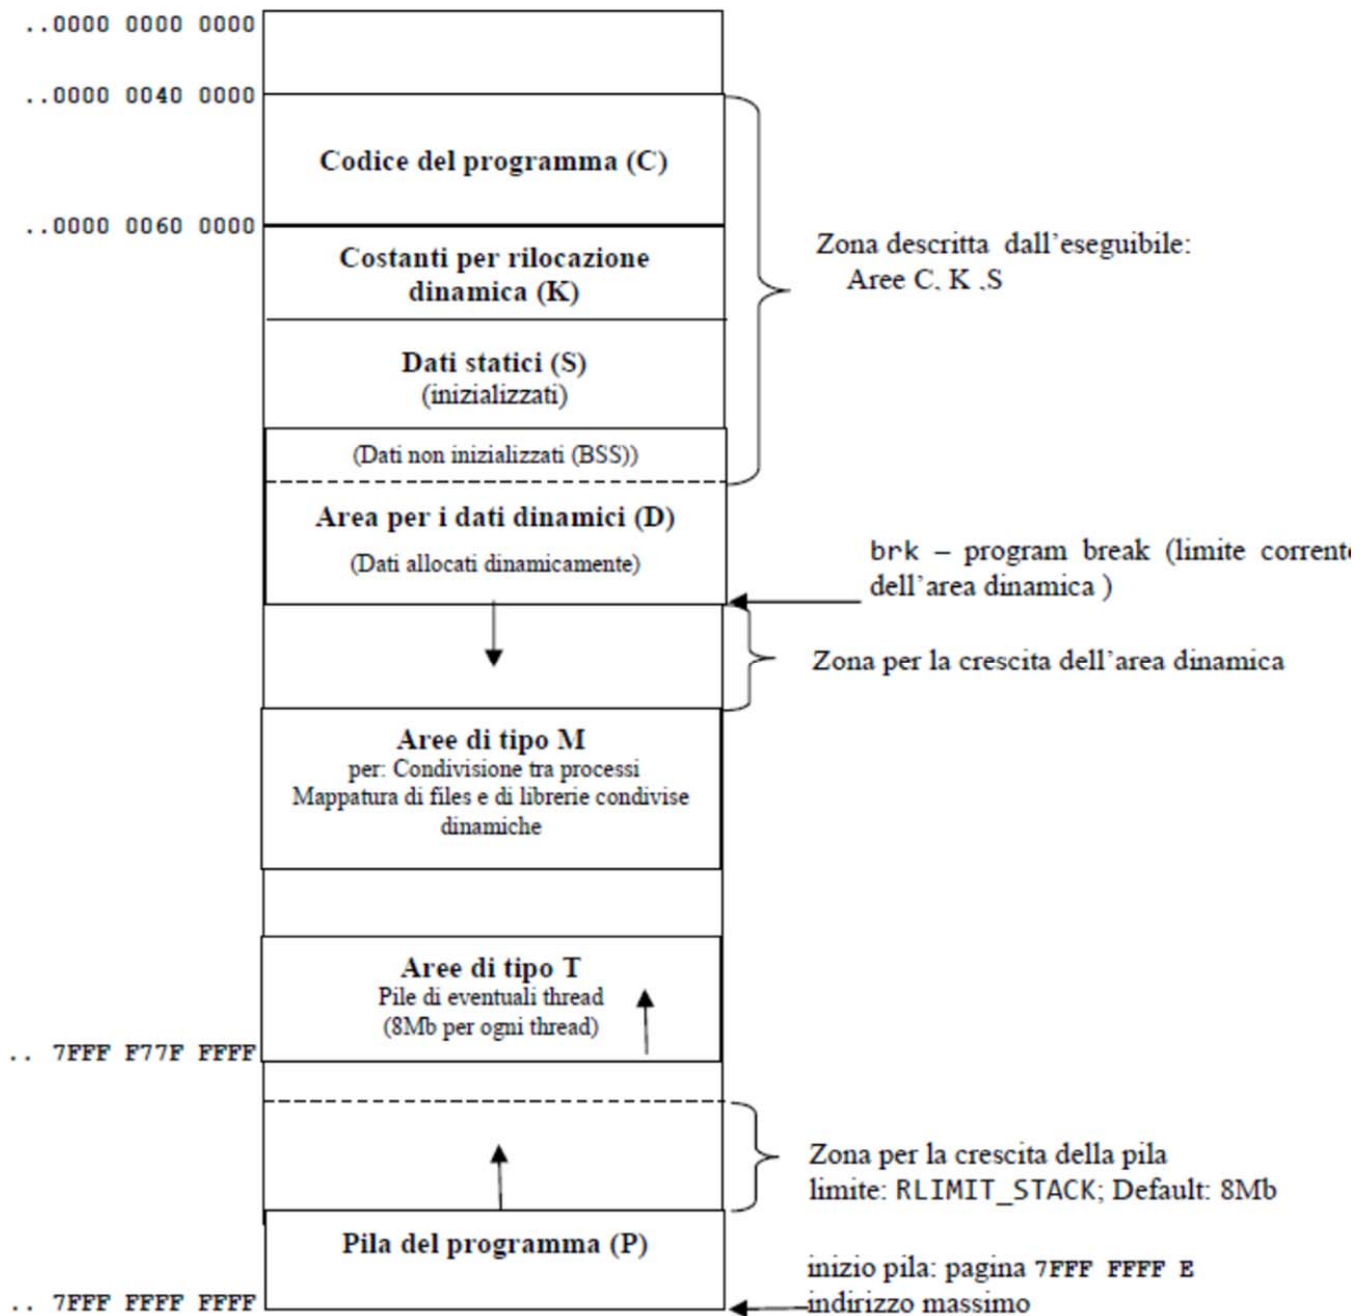 ..0000 0000 0000
..0000 0040 0000
Codice del programma (C)
..0000 0060 0000
Costanti per rilocazione
dinamica (K)
Zona descritta dall'eseguibile:
Aree C, K ,S
Dati statici (S)
(inizializzati)
(Dati non inizializzati (BSS))
Area per i dati dinamici (D)
(Dati allocati dinamicamente)
brk – program break (limite corrente
dell'area dinamica )
Zona per la crescita dell'area dinamica
Aree di tipo M
per: Condivisione tra processi
Mappatura di files e di librerie condivise
dinamiche
Aree di tipo T
Pile di eventuali thread
(8Mb per ogni thread)
.. 7FFF F77F FFFF
Zona per la crescita della pila
limite: RLIMIT_STACK; Default: 8Mb
Pila del programma (P)
inizio pila: pagina 7FFF FFFF E
.. 7FFF FFFF FFFF
indirizzo massimo